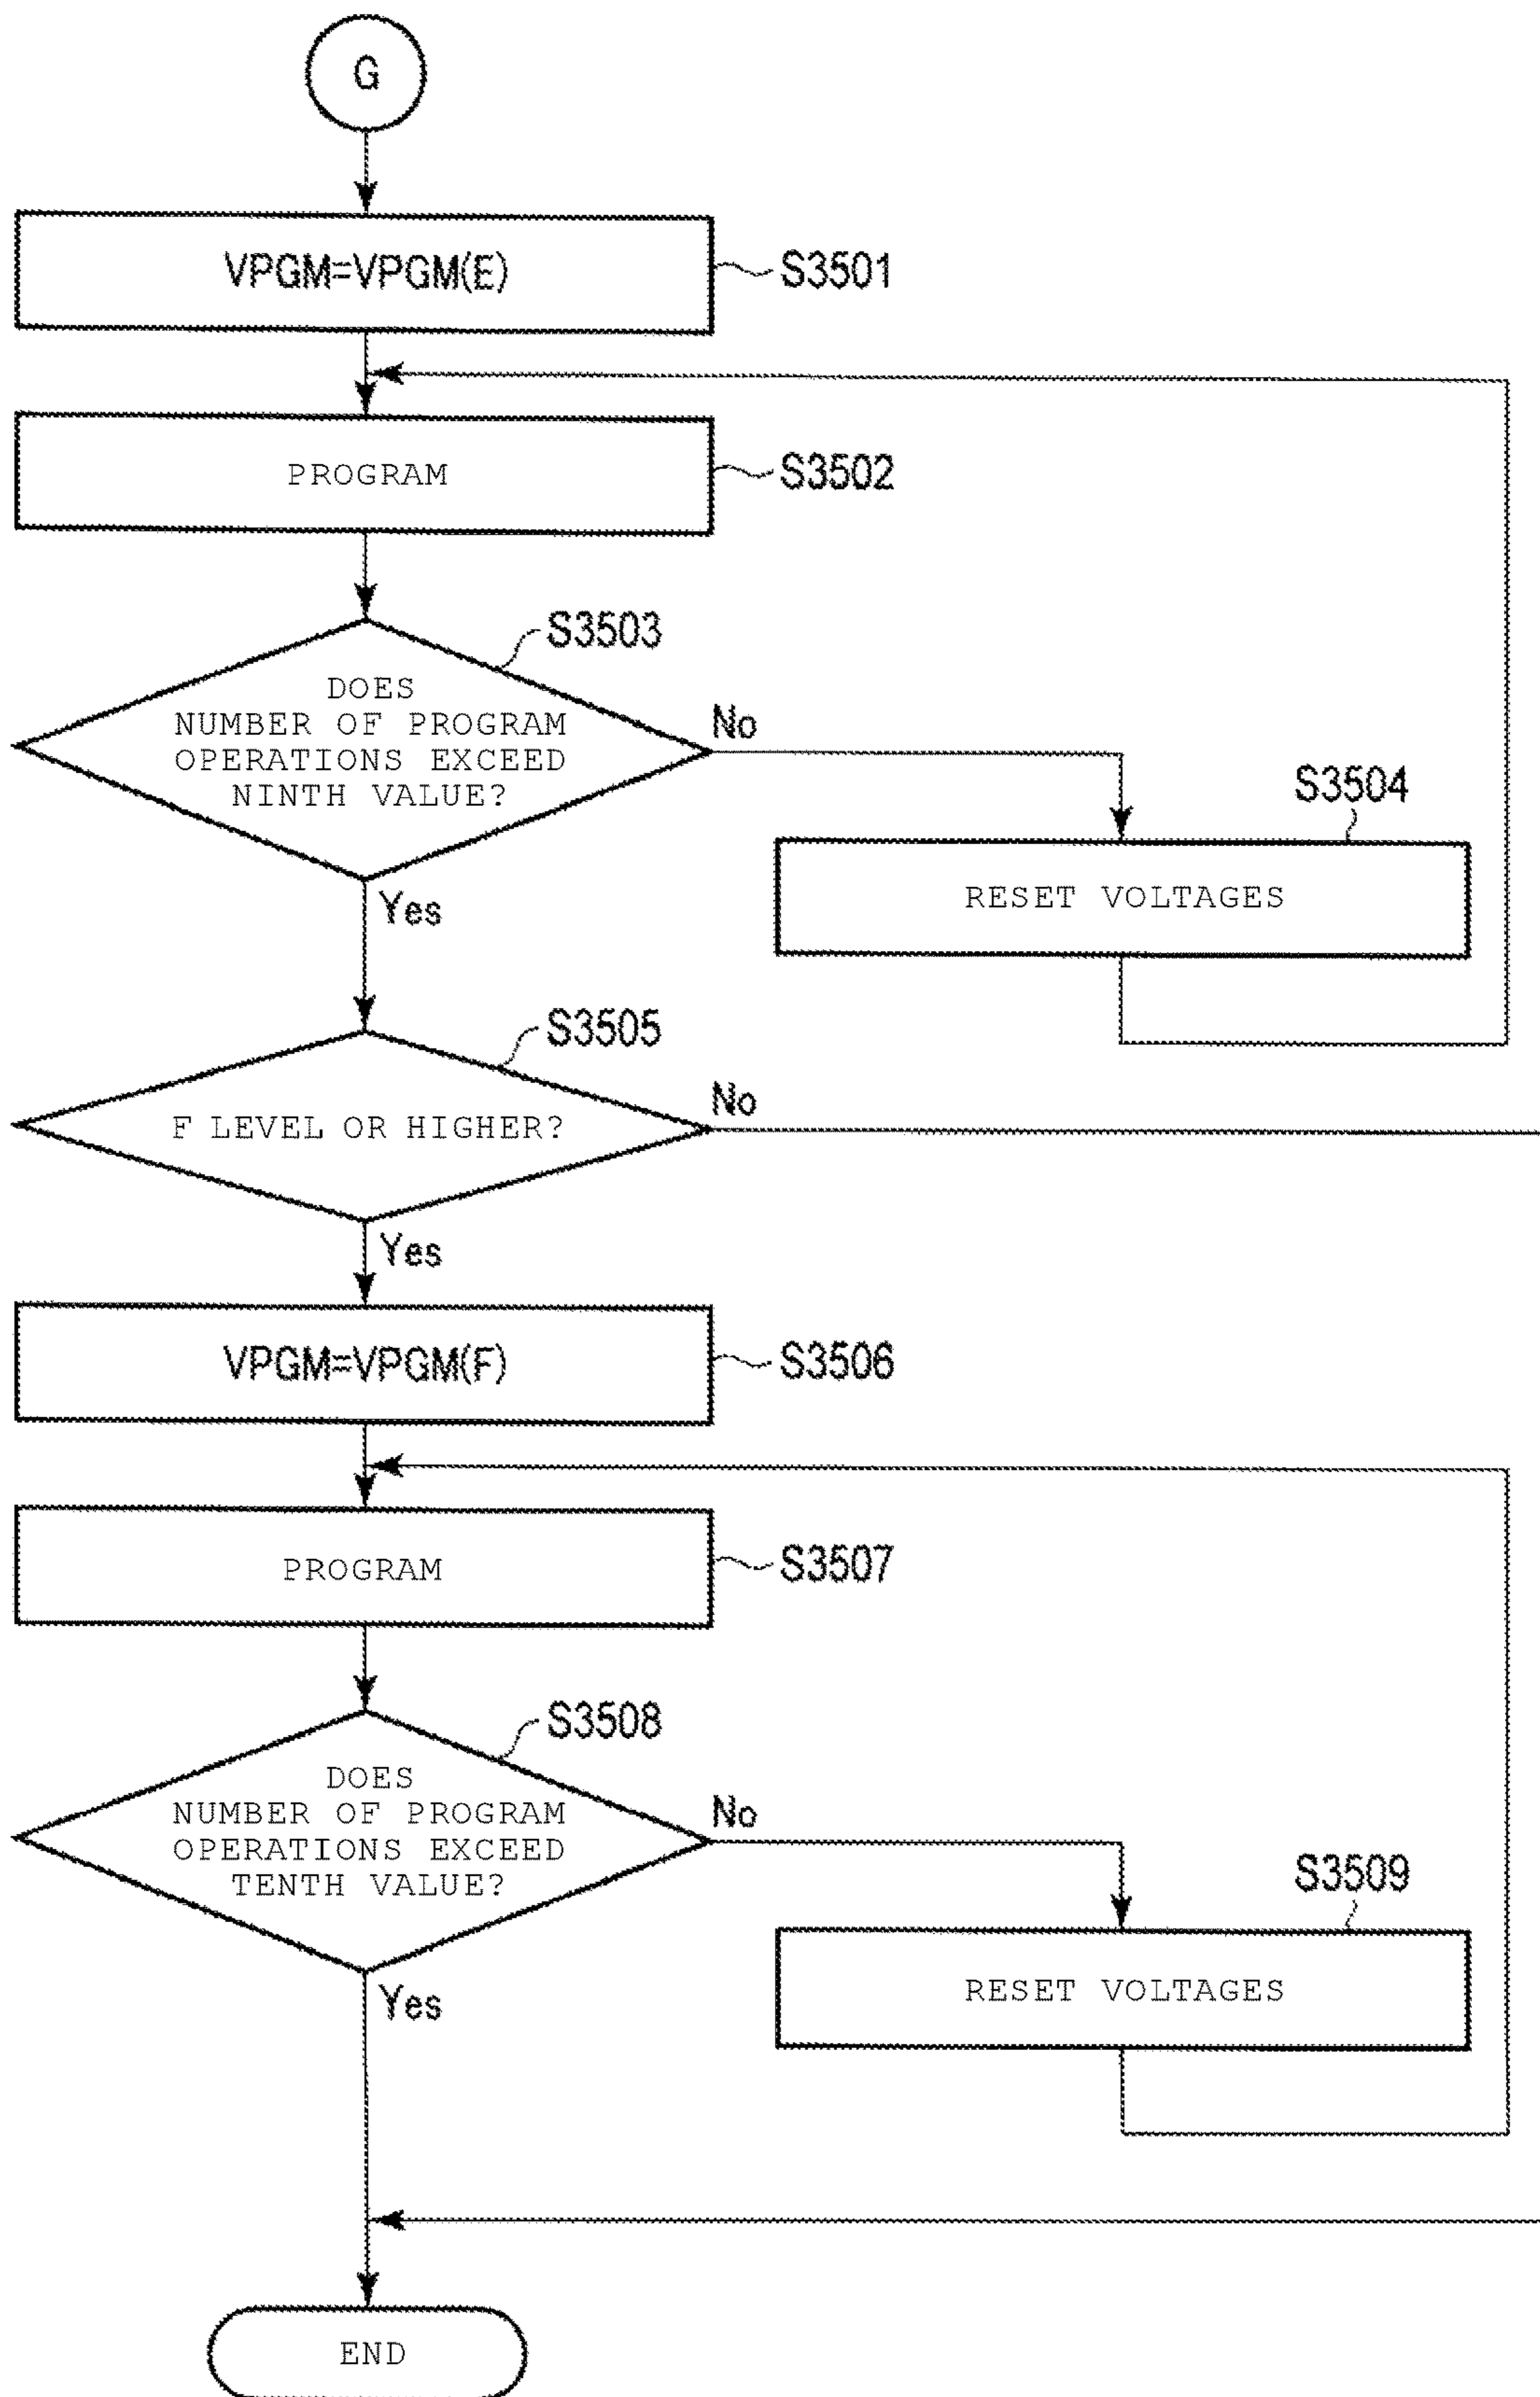 G
VPGM=VPGM(E)
S3501
PROGRAM
S3502
S3503
DOES
NUMBER OF PROGRAM
OPERATIONS EXCEED
NINTH VALUE?
No
S3504
RESET VOLTAGES
Yes
S3505
F LEVEL OR HIGHER?
No
Yes
VPGM=VPGM(F)
S3506
PROGRAM
S3507
S3508
DOES
NUMBER OF PROGRAM
OPERATIONS EXCEED
TENTH VALUE?
No
S3509
RESET VOLTAGES
Yes
END